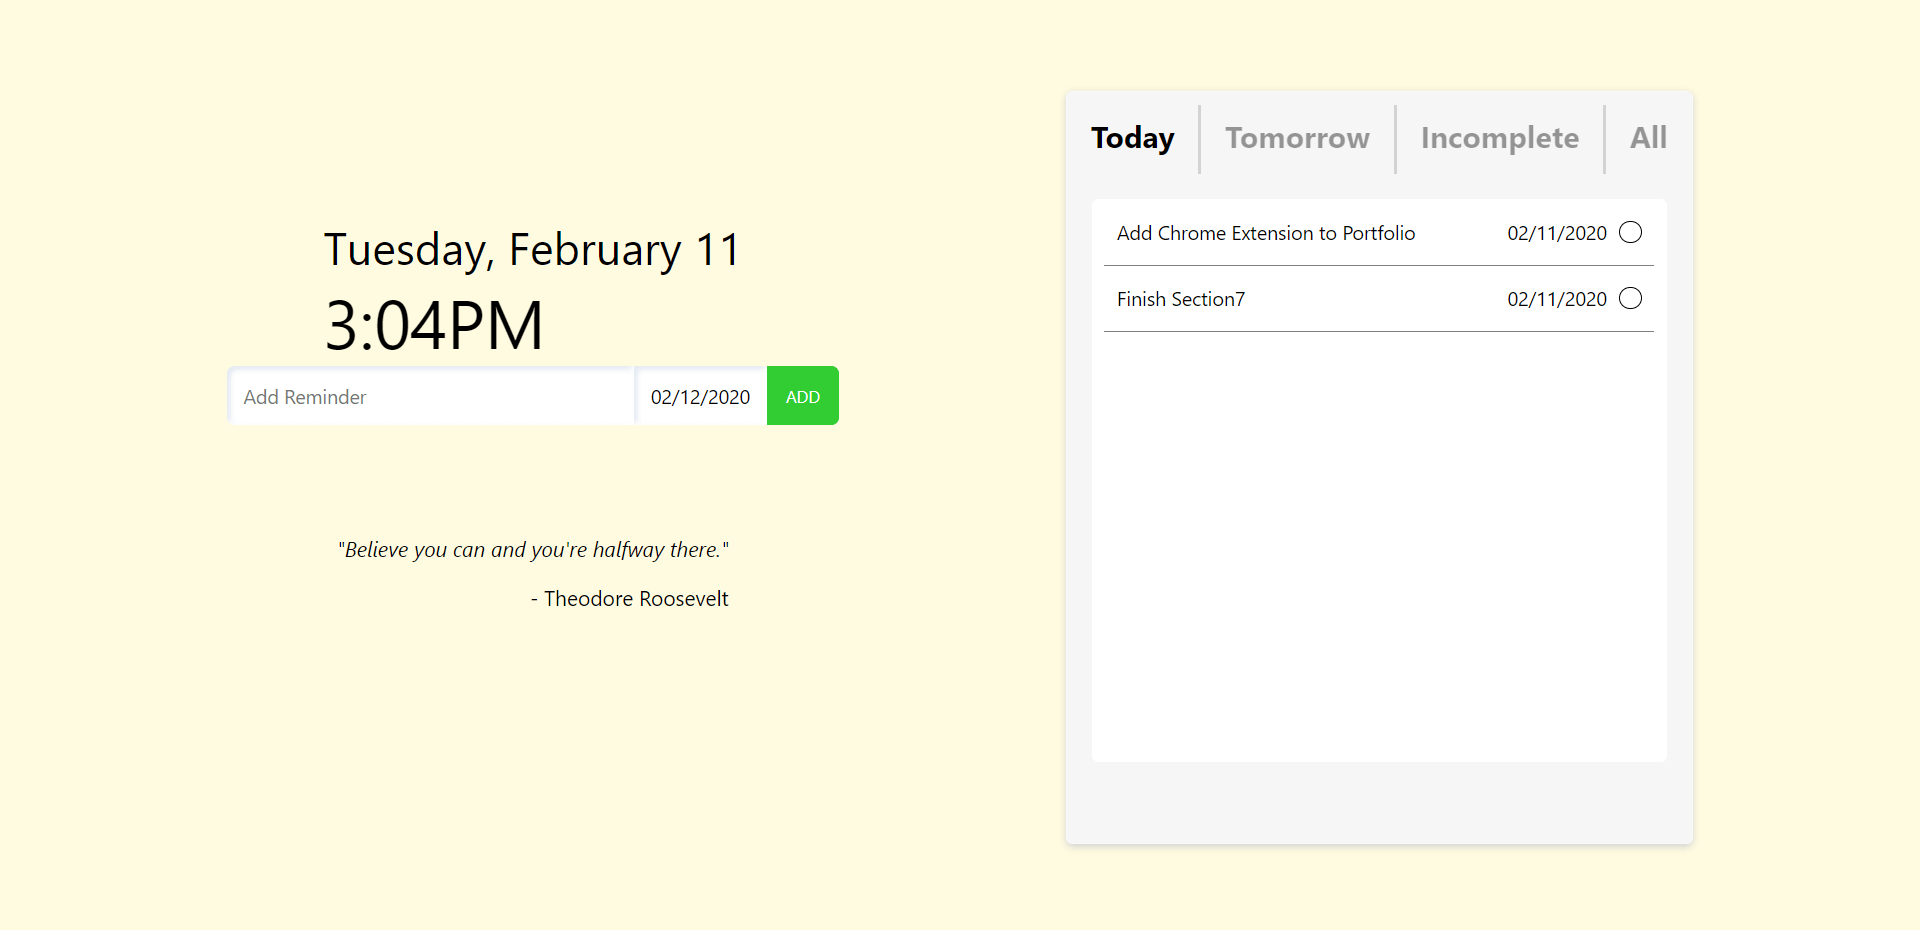 Tuesday, February 11
3:04PM
Add Reminder 02/12/2020 ADD
"Believe you can and you're halfway there."
- Theodore Roosevelt
Today Tomorrow Incomplete All
Add Chrome Extension to Portfolio 02/11/2020
Finish Section7 02/11/2020